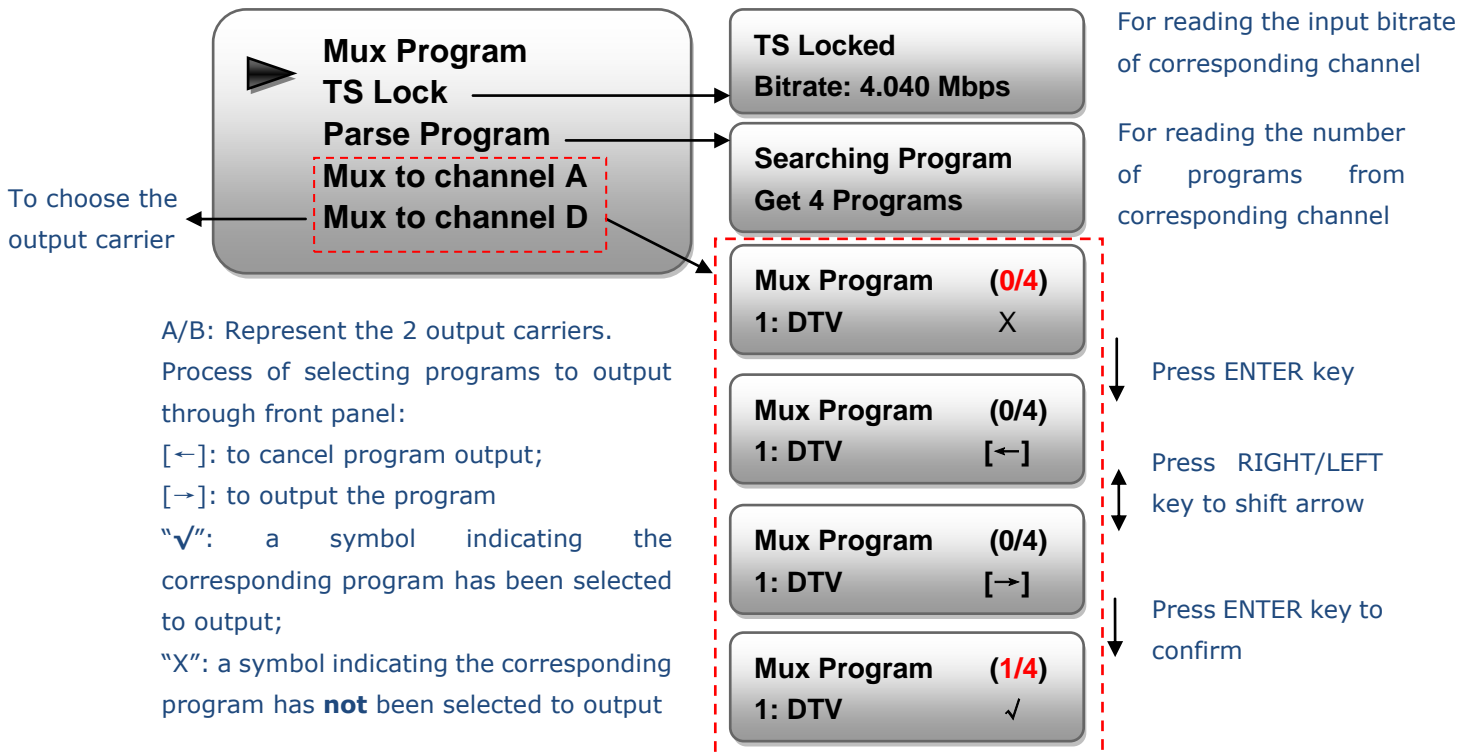 Mux Program
TS Lock
Parse Program
Mux to channel A
Mux to channel D
To choose the
output carrier
TS Locked
Bitrate: 4.040 Mbps
For reading the input bitrate
of corresponding channel
Searching Program
Get 4 Programs
For reading the number
of programs from
corresponding channel
A/B: Represent the 2 output carriers.
Process of selecting programs to output
through front panel:
[←]: to cancel program output;
[→]: to output the program
“√”: a symbol indicating the
corresponding program has been selected
to output;
“X”: a symbol indicating the corresponding
program has not been selected to output
Mux Program (0/4)
1: DTV X
Press ENTER key
Mux Program (0/4)
1: DTV [←]
Press RIGHT/LEFT
key to shift arrow
Mux Program (0/4)
1: DTV [→]
Press ENTER key to
confirm
Mux Program (1/4)
1: DTV √